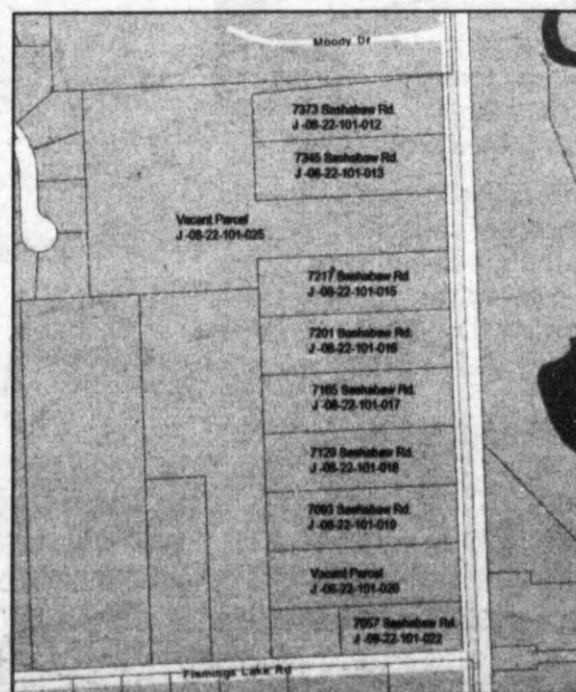 Moody Dr
7373 Sashabaw Rd.
J -08-22-101-012
7345 Sashabaw Rd.
J -08-22-101-013
Vacant Parcel
J -08-22-101-025
7217 Sashabaw Rd.
J -08-22-101-015
7201 Sashabaw Rd.
J -08-22-101-016
7165 Sashabaw Rd.
J -08-22-101-017
7129 Sashabaw Rd.
J -08-22-101-018
7093 Sashabaw Rd.
J -08-22-101-019
Vacant Parcel
J -08-22-101-020
7057 Sashabaw Rd.
J -08-22-101-022
Flemings Lake Rd